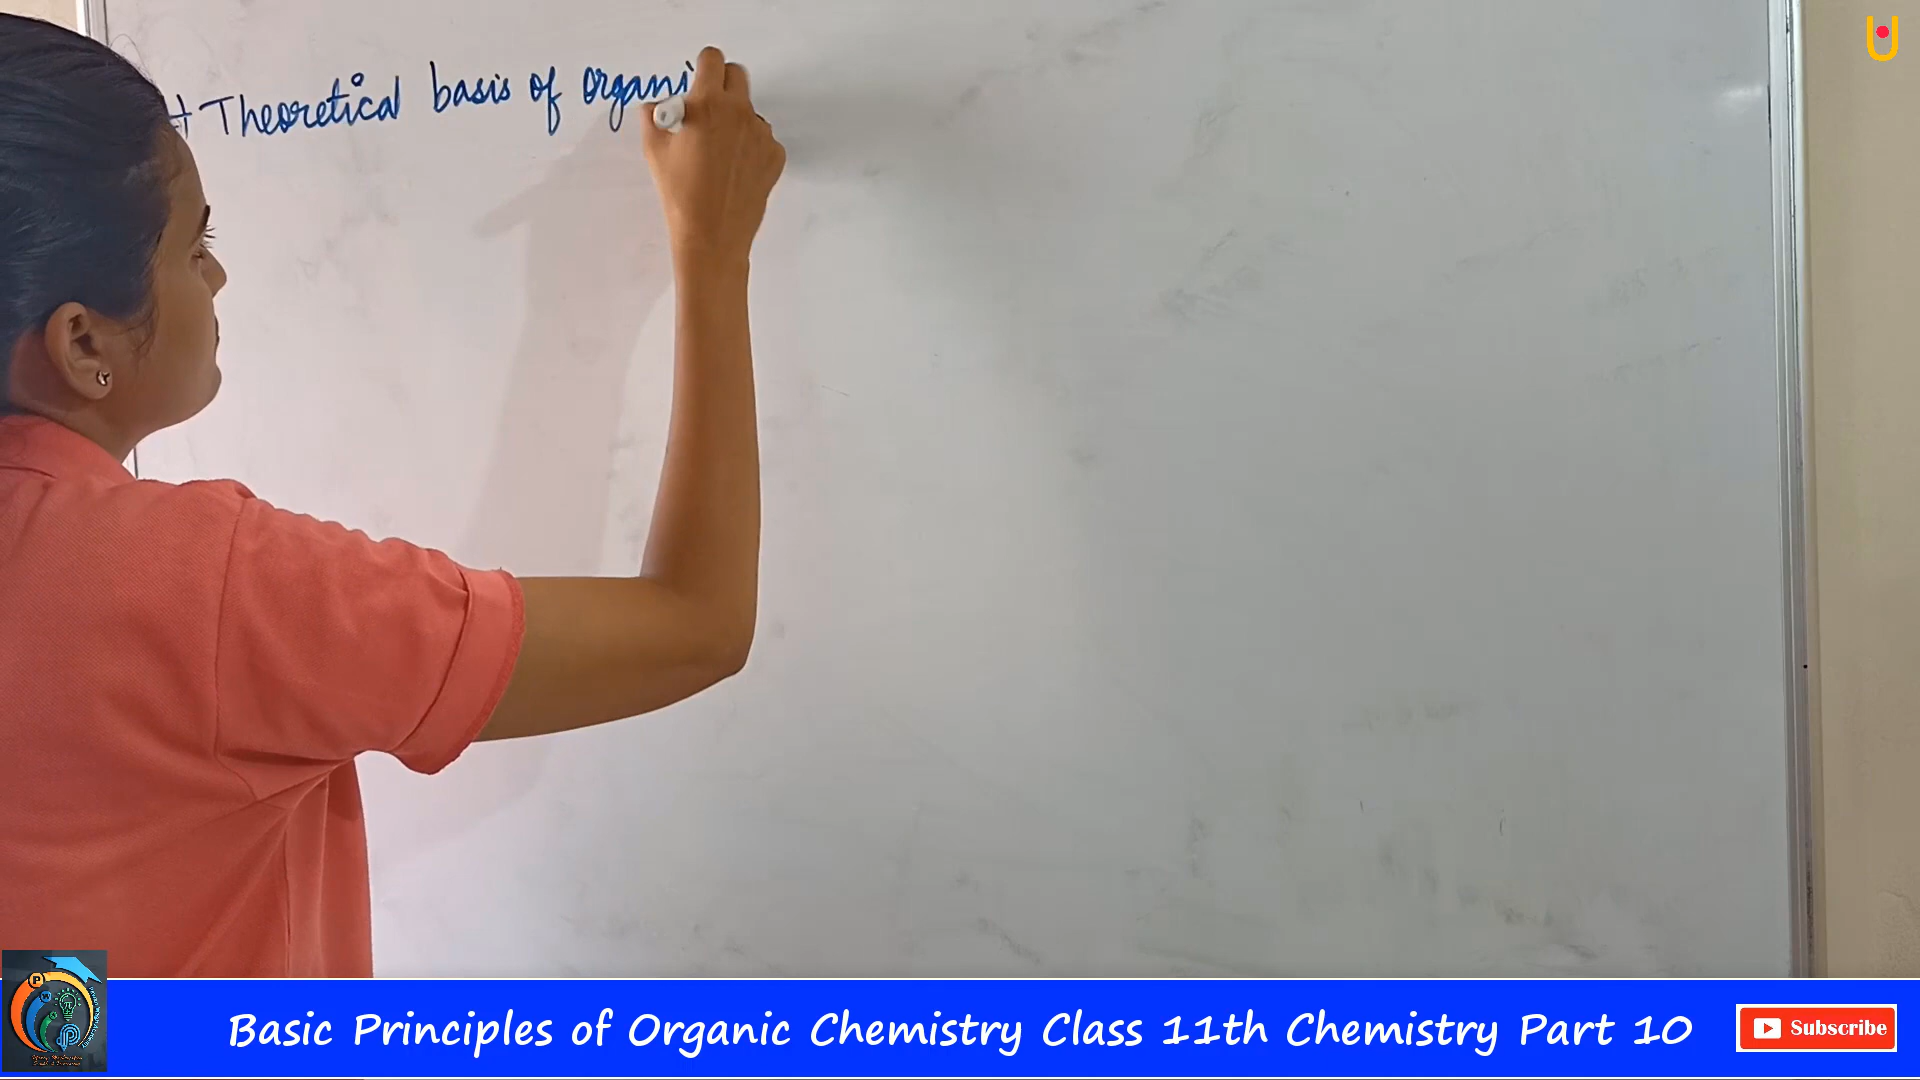 Theoretical basis of organi
Basic Principles of Organic Chemistry Class 11th Chemistry Part 10
Subscribe